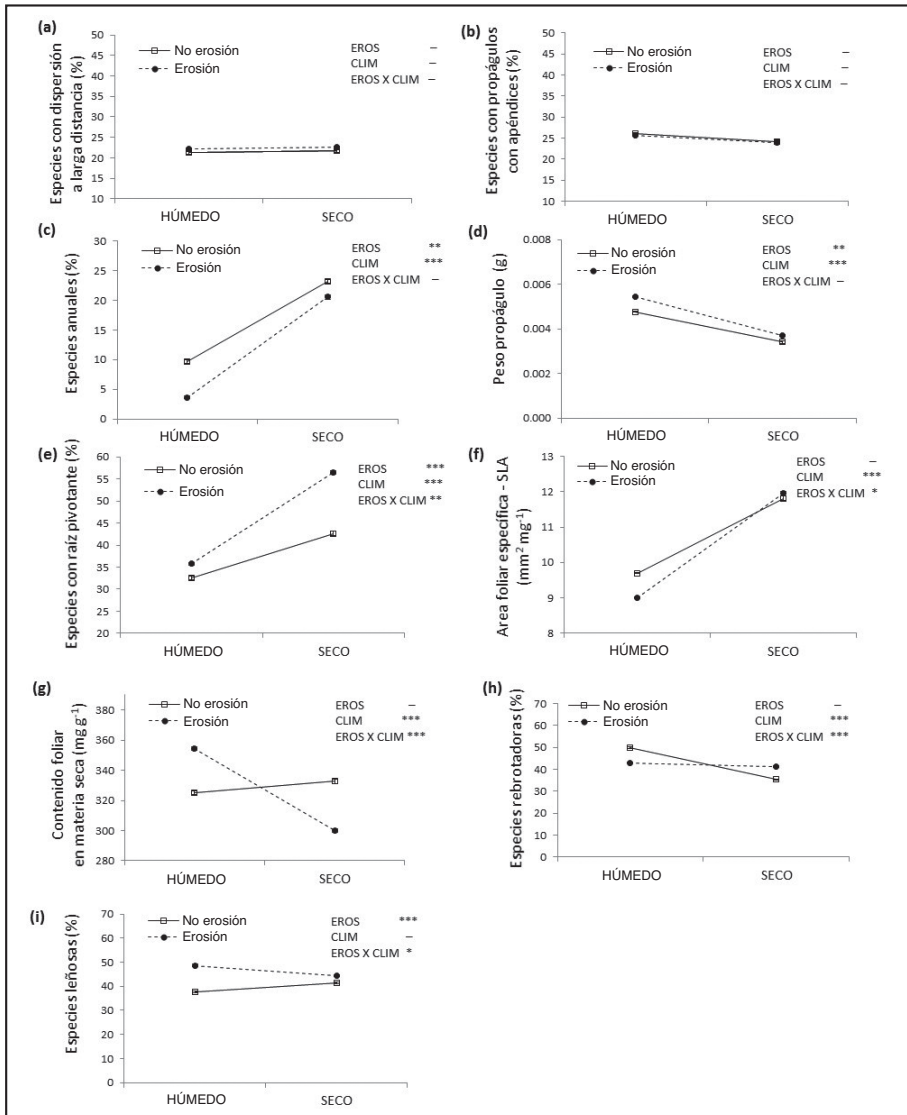 (a)
Especies con dispersión
a larga distancia (%)
50
45
40
35
30
25
20
15
10
No erosión
Erosión
EROS –
CLIM –
EROS X CLIM –
HÚMEDO SECO
(b)
Especies con propágulos
con apéndices (%)
50
45
40
35
30
25
20
15
10
No erosión
Erosión
EROS –
CLIM –
EROS X CLIM –
HÚMEDO SECO
(c)
Especies anuales (%)
30
25
20
15
10
5
0
No erosión
Erosión
EROS **
CLIM ***
EROS X CLIM –
HÚMEDO SECO
(d)
Peso propágulo (g)
0.008
0.006
0.004
0.002
0.000
No erosión
Erosión
EROS **
CLIM ***
EROS X CLIM –
HÚMEDO SECO
(e)
Especies con raíz pivotante (%)
60
55
50
45
40
35
30
25
20
No erosión
Erosión
EROS ***
CLIM ***
EROS X CLIM **
HÚMEDO SECO
(f)
Area foliar específica - SLA
(mm² mg⁻¹)
13
12
11
10
9
8
No erosión
Erosión
EROS –
CLIM ***
EROS X CLIM *
HÚMEDO SECO
(g)
Contenido foliar
en materia seca (mg g⁻¹)
380
360
340
320
300
280
No erosión
Erosión
EROS –
CLIM ***
EROS X CLIM ***
HÚMEDO SECO
(h)
Especies rebrotadoras (%)
70
60
50
40
30
20
10
0
No erosión
Erosión
EROS –
CLIM ***
EROS X CLIM ***
HÚMEDO SECO
(i)
Especies leñosas (%)
70
60
50
40
30
20
10
0
No erosión
Erosión
EROS ***
CLIM –
EROS X CLIM *
HÚMEDO SECO